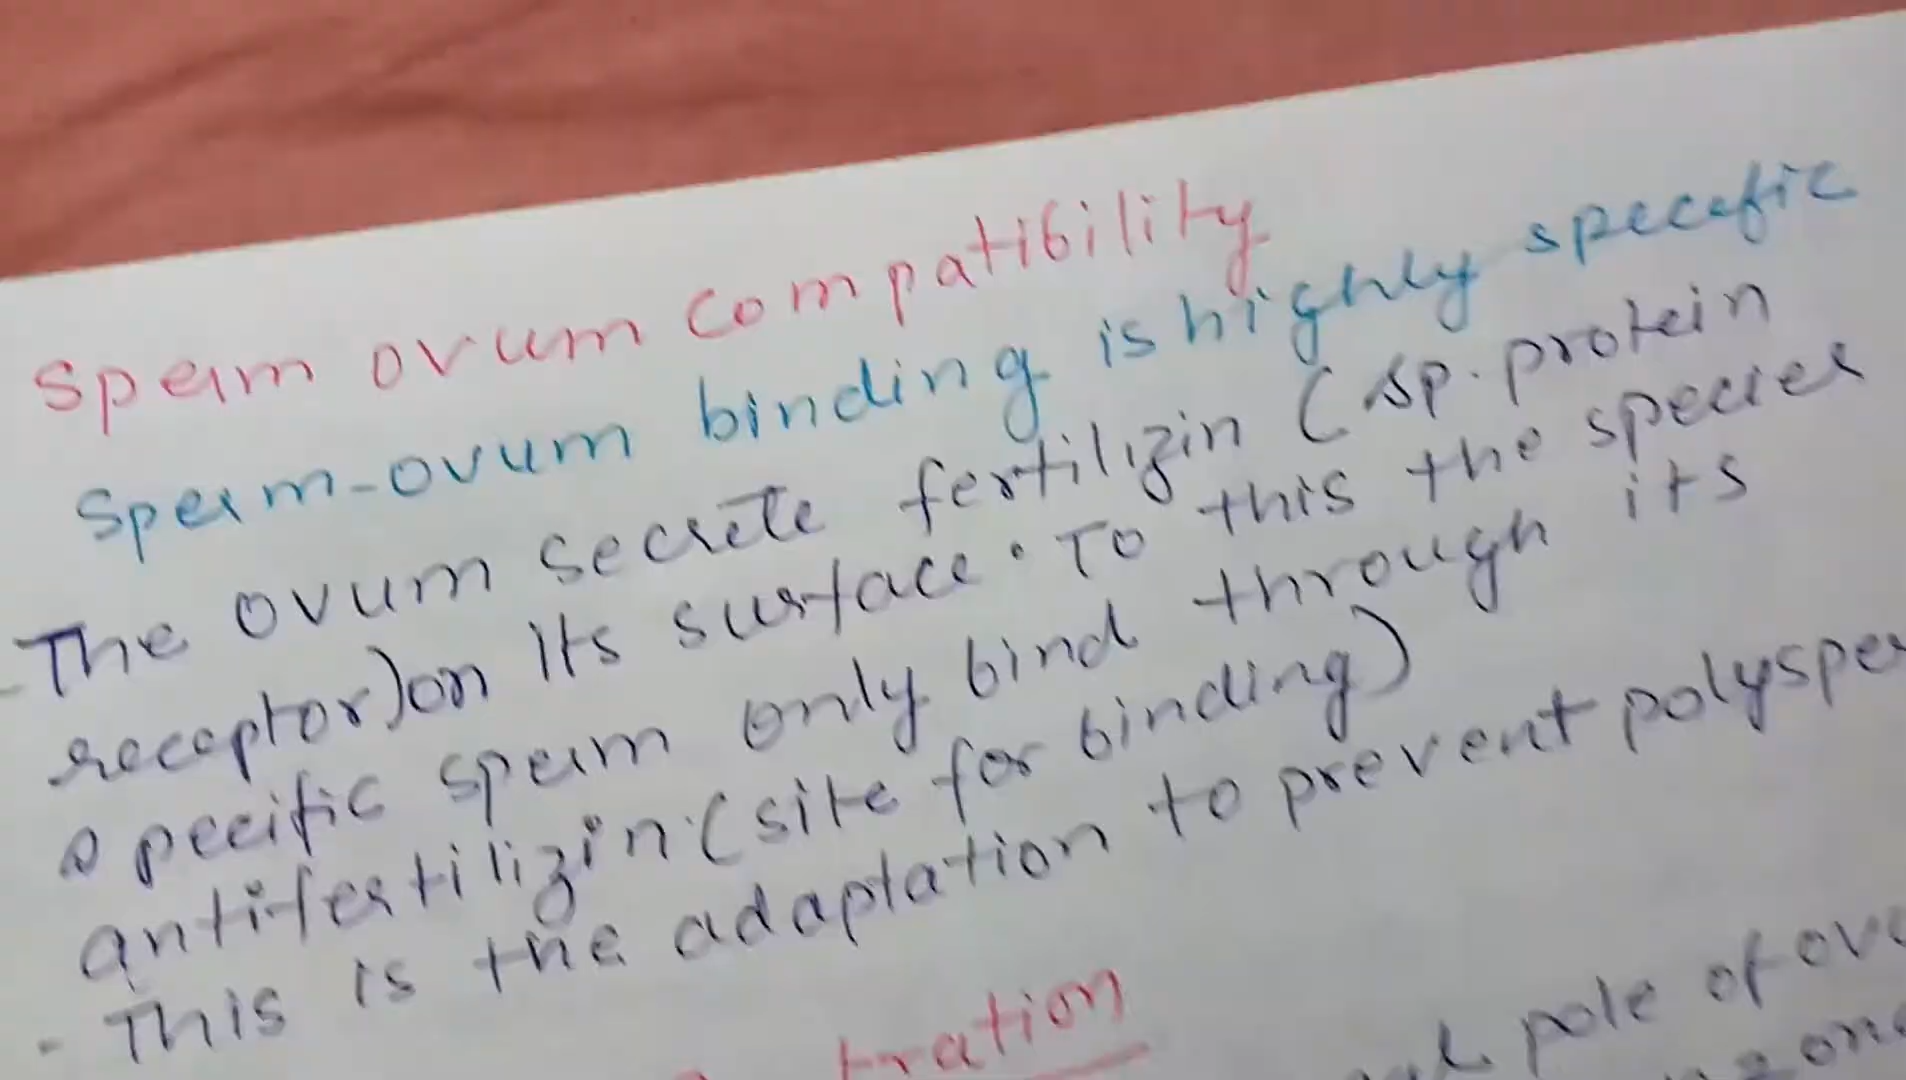 Sperm ovum compatibility
Sperm-ovum binding is highly specific
- The ovum secrete fertilizin (sp. protein
receptor) on its surface. To this the species
specific sperm only bind through its
antifertilizin (site for binding)
- This is the adaptation to prevent
pole of